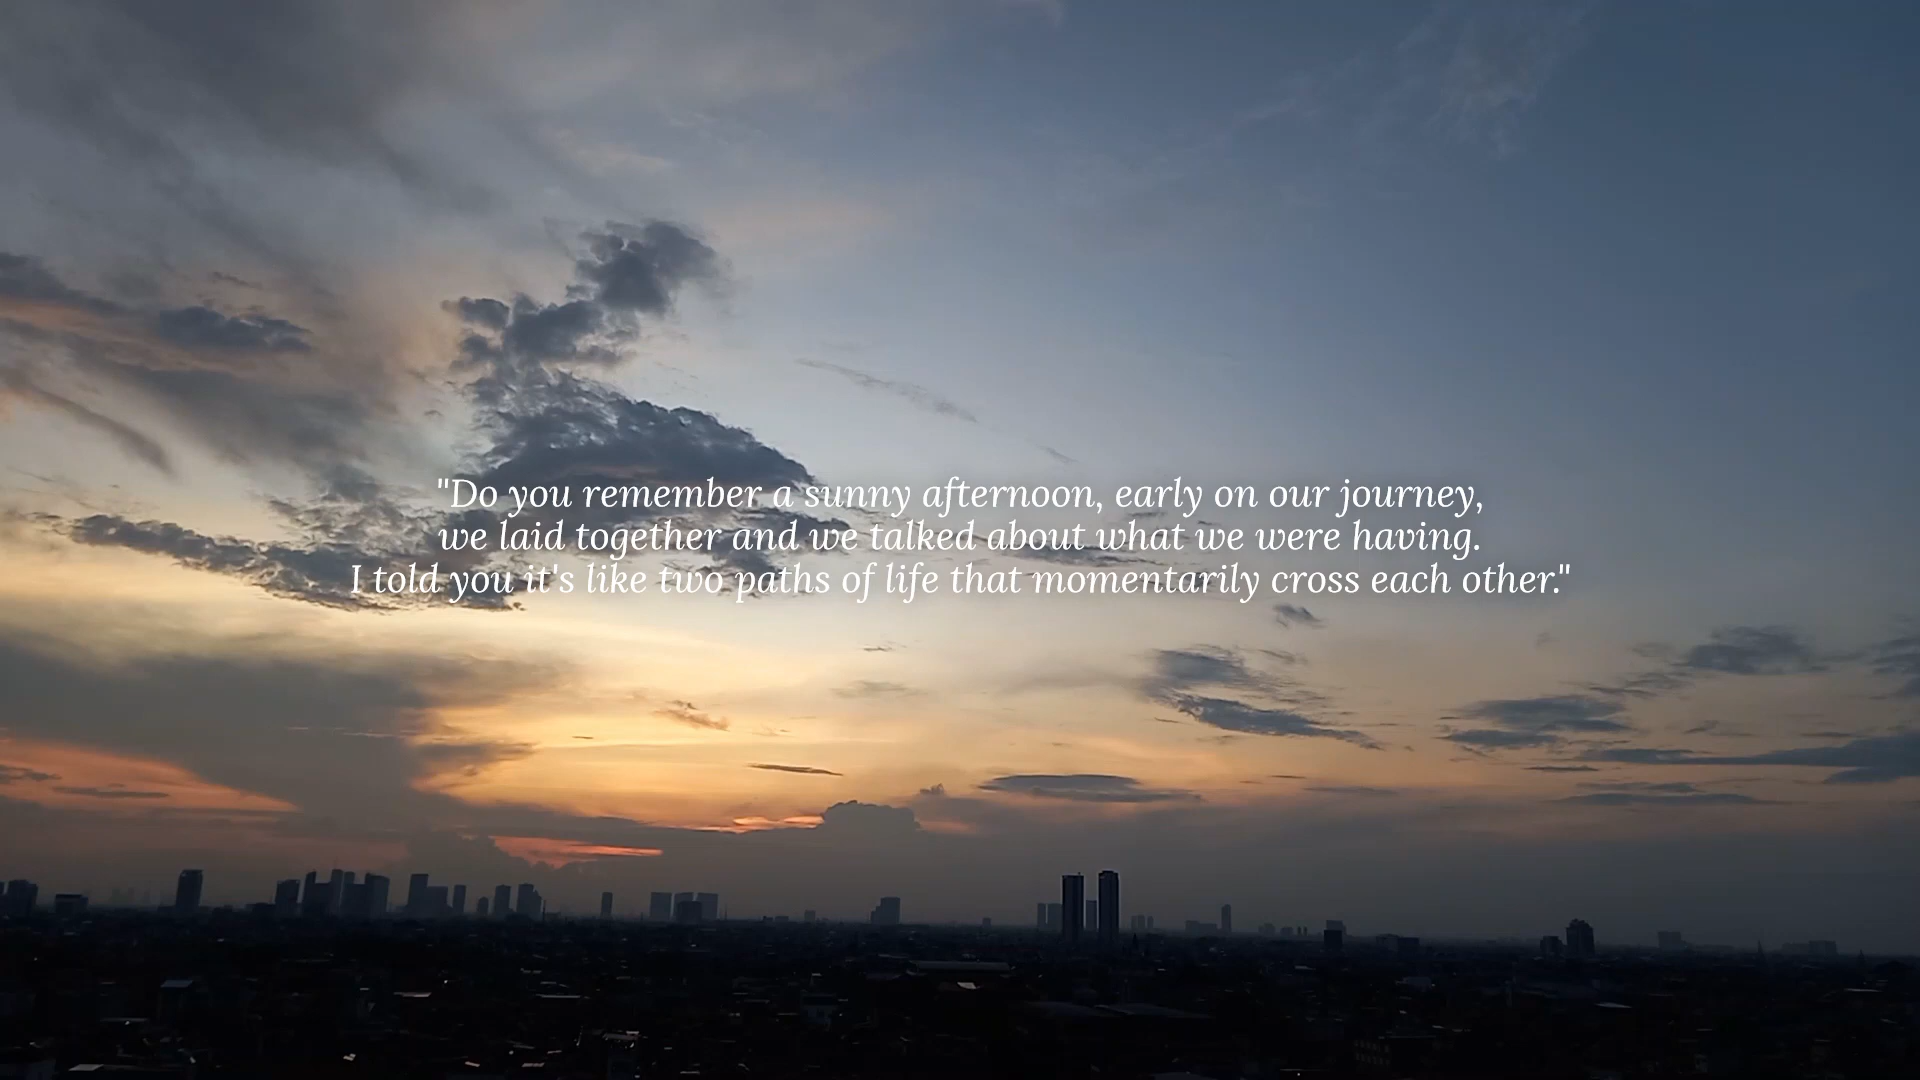 "Do you remember a sunny afternoon, early on our journey,
we laid together and we talked about what we were having.
I told you it's like two paths of life that momentarily cross each other."